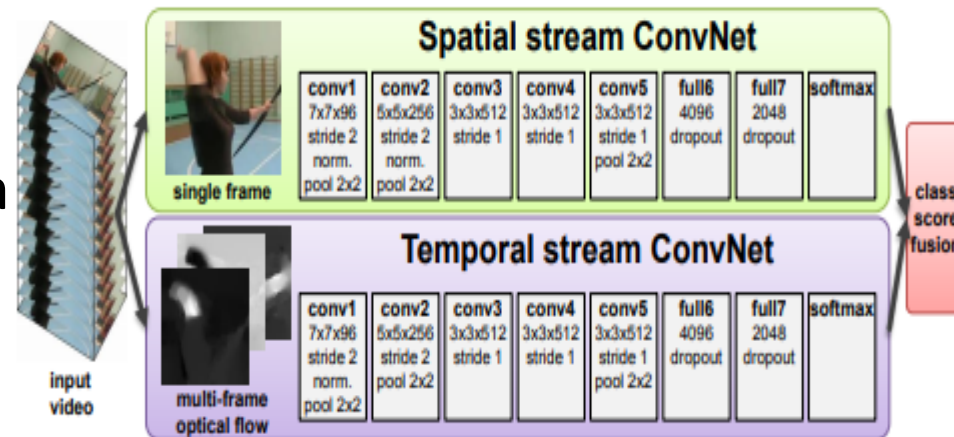 Spatial stream ConvNet
conv1
7x7x96
stride 2
norm.
pool 2x2
conv2
5x5x256
stride 2
norm.
pool 2x2
conv3
3x3x512
stride 1
conv4
3x3x512
stride 1
conv5
3x3x512
stride 1
pool 2x2
full6
4096
dropout
full7
2048
dropout
softmax
single frame
n
Temporal stream ConvNet
conv1
7x7x96
stride 2
norm.
pool 2x2
conv2
5x5x256
stride 2
pool 2x2
conv3
3x3x512
stride 1
conv4
3x3x512
stride 1
conv5
3x3x512
stride 1
pool 2x2
full6
4096
dropout
full7
2048
dropout
softmax
input
video
multi-frame
optical flow
class
score
fusion